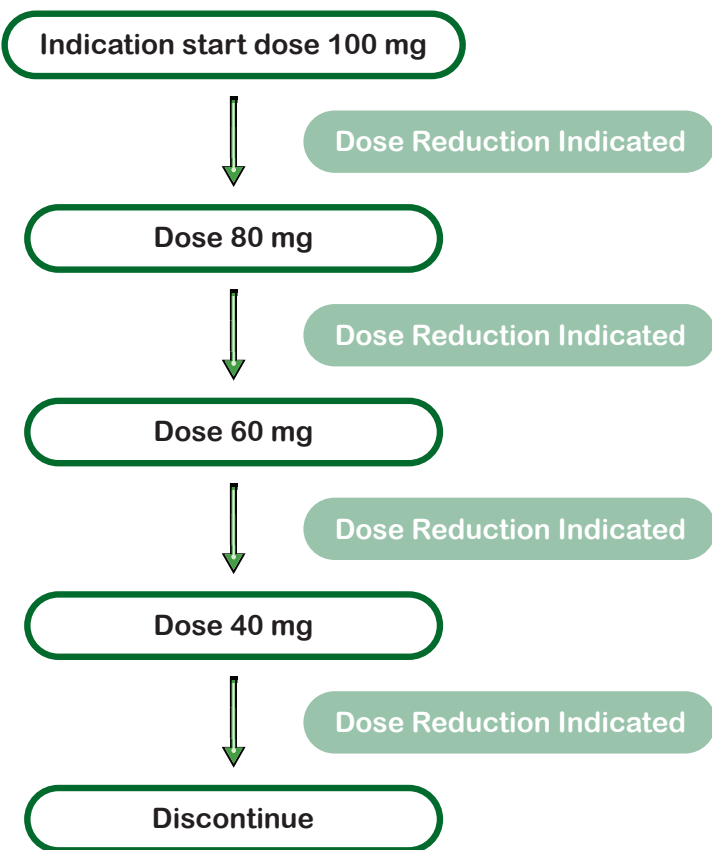 Indication start dose 100 mg
Dose Reduction Indicated
Dose 80 mg
Dose Reduction Indicated
Dose 60 mg
Dose Reduction Indicated
Dose 40 mg
Dose Reduction Indicated
Discontinue